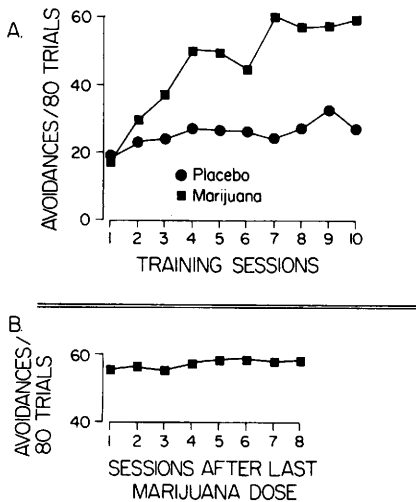 A.
AVOIDANCES/80 TRIALS
60
40
20
0
Placebo
Marijuana
1 2 3 4 5 6 7 8 9 10
TRAINING SESSIONS
B.
AVOIDANCES/
80 TRIALS
60
40
1 2 3 4 5 6 7 8
SESSIONS AFTER LAST
MARIJUANA DOSE